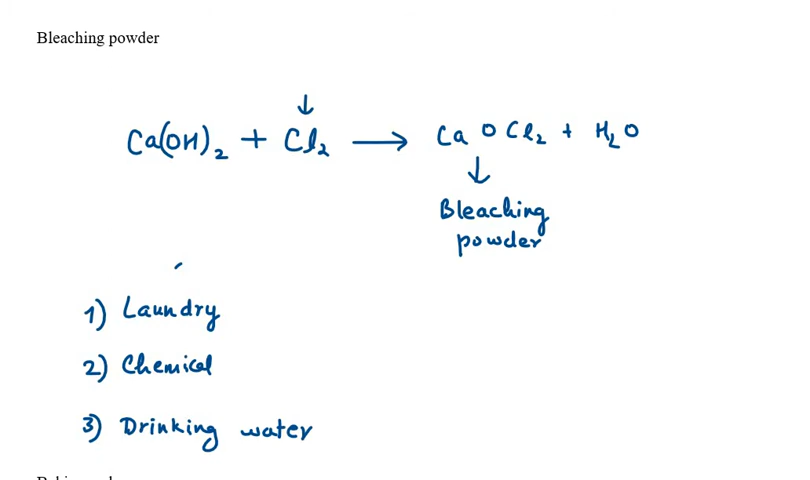 Bleaching powder
Ca(OH)₂ + Cl₂ ⟶ CaOCl₂ + H₂O
Bleaching
powder
1) Laundry
2) Chemical
3) Drinking water